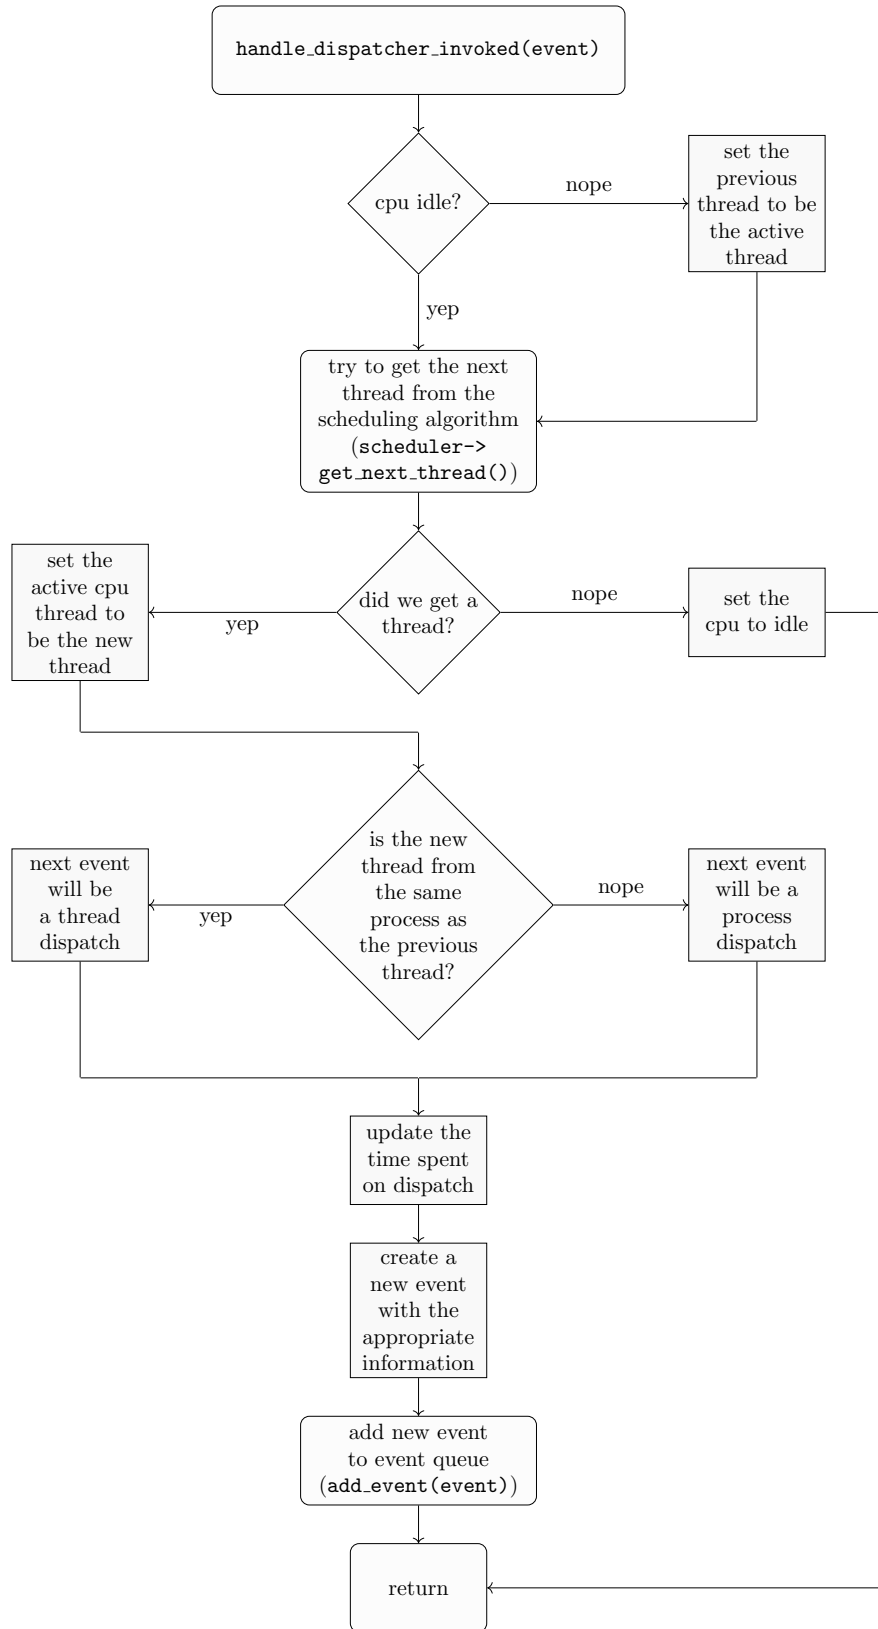 handle_dispatcher_invoked(event)
cpu idle?
nope
set the
previous
thread to be
the active
thread
yep
try to get the next
thread from the
scheduling algorithm
(scheduler->
get_next_thread())
set the
active cpu
thread to
be the new
thread
yep
did we get a
thread?
nope
set the
cpu to idle
is the new
thread from
the same
process as
the previous
thread?
next event
will be
a thread
dispatch
yep
nope
next event
will be a
process
dispatch
update the
time spent
on dispatch
create a
new event
with the
appropriate
information
add new event
to event queue
(add_event(event))
return